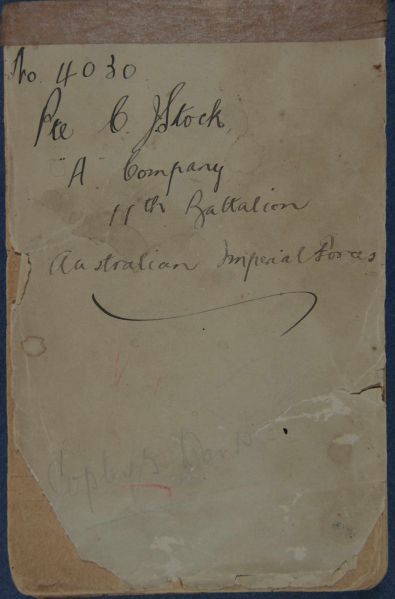 No. 4030.
Pte C. J Stock,
"A" Company
11th Battalion
Australian Imperial Forces